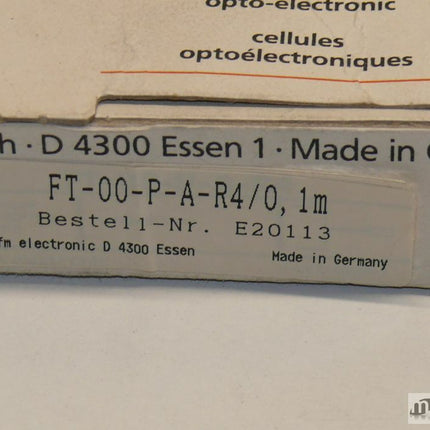 opto-electronic
cellules
optoélectroniques
h · D 4300 Essen 1 · Made in
FT-00-P-A-R4/0,1m
Bestell-Nr. E20113
fm electronic D 4300 Essen
Made in Germany